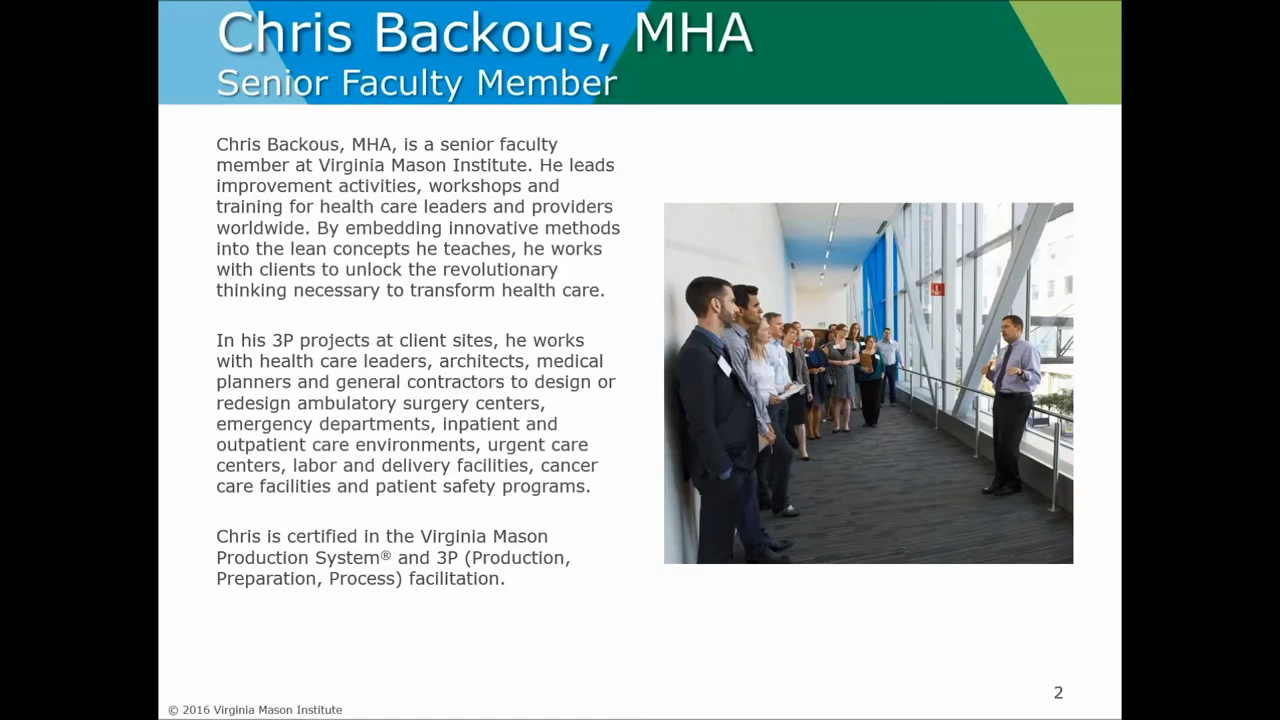 Chris Backous, MHA
Senior Faculty Member
Chris Backous, MHA, is a senior faculty
member at Virginia Mason Institute. He leads
improvement activities, workshops and
training for health care leaders and providers
worldwide. By embedding innovative methods
into the lean concepts he teaches, he works
with clients to unlock the revolutionary
thinking necessary to transform health care.
In his 3P projects at client sites, he works
with health care leaders, architects, medical
planners and general contractors to design or
redesign ambulatory surgery centers,
emergency departments, inpatient and
outpatient care environments, urgent care
centers, labor and delivery facilities, cancer
care facilities and patient safety programs.
Chris is certified in the Virginia Mason
Production System® and 3P (Production,
Preparation, Process) facilitation.
2
© 2016 Virginia Mason Institute